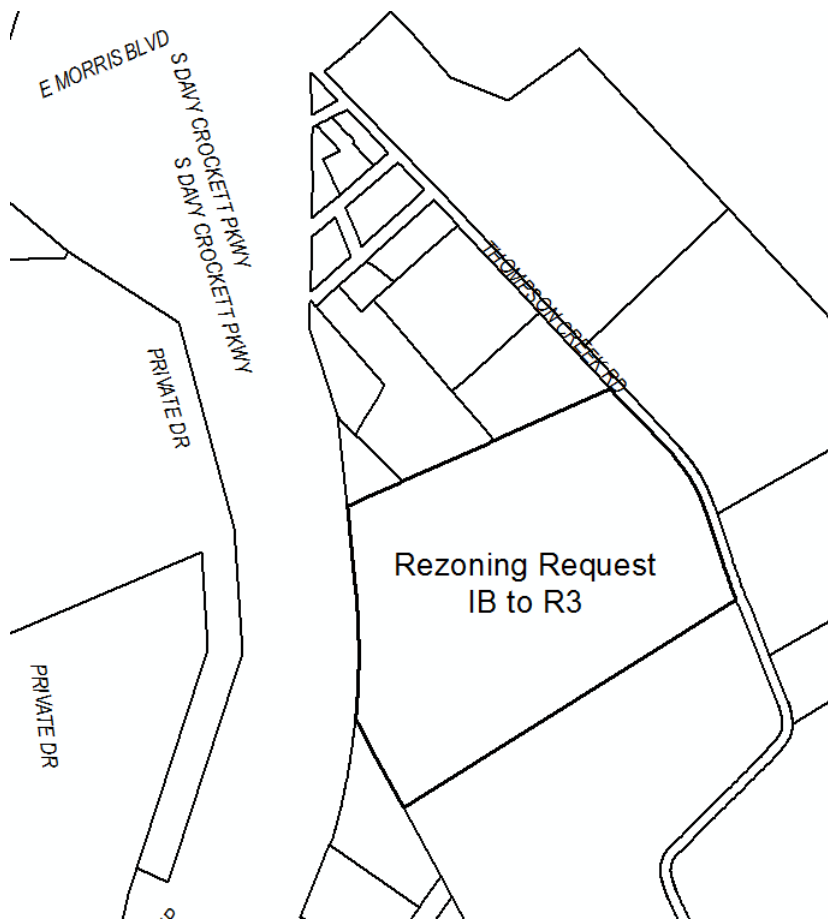 E MORRIS BLVD
S DAVY CROCKETT PKWY
S DAVY CROCKETT PKWY
THOMPSON CREEK RD
PRIVATE DR
Rezoning Request
IB to R3
PRIVATE DR